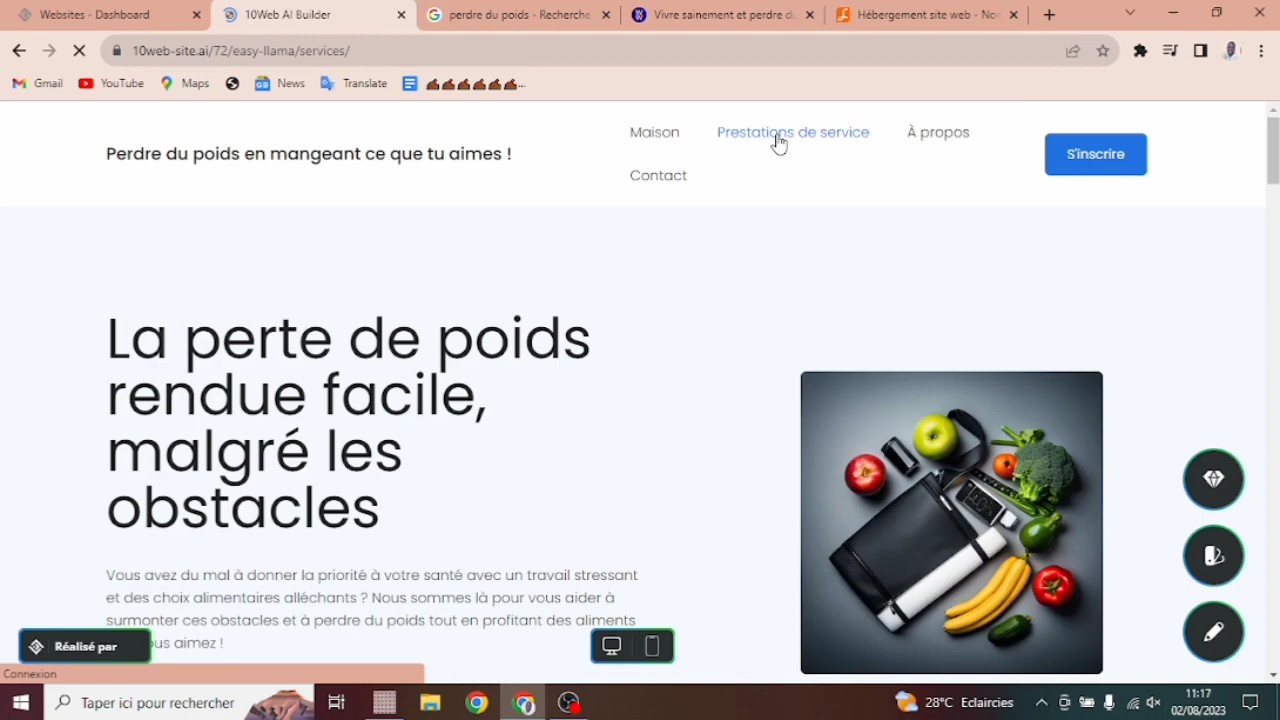 Websites - Dashboard
10Web AI Builder
perdre du poids - Recherche
Vivre sainement et perdre du
Hébergement site web - Nom
10web-site.ai/72/easy-llama/services/
Gmail
YouTube
Maps
News
Translate
Perdre du poids en mangeant ce que tu aimes !
Maison
Prestations de service
À propos
Contact
S'inscrire
La perte de poids
rendue facile,
malgré les
obstacles
Vous avez du mal à donner la priorité à votre santé avec un travail stressant
et des choix alimentaires alléchants ? Nous sommes là pour vous aider à
surmonter ces obstacles et à perdre du poids tout en profitant des aliments
ous aimez !
Réalisé par
Connexion
Taper ici pour rechercher
28°C Eclaircies
11:17
02/08/2023